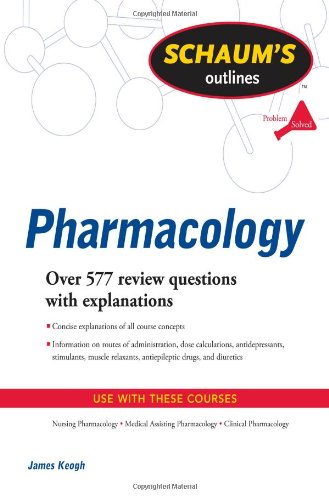 Copyrighted Material
SCHAUM'S
outlines
™
Problem
Solved
Pharmacology
Over 577 review questions
with explanations
• Concise explanations of all course concepts
• Information on routes of administration, dose calculations, antidepressants,
stimulants, muscle relaxants, antiepileptic drugs, and diuretics
USE WITH THESE COURSES
Nursing Pharmacology • Medical Assisting Pharmacology • Clinical Pharmacology
James Keogh
Copyrighted Material